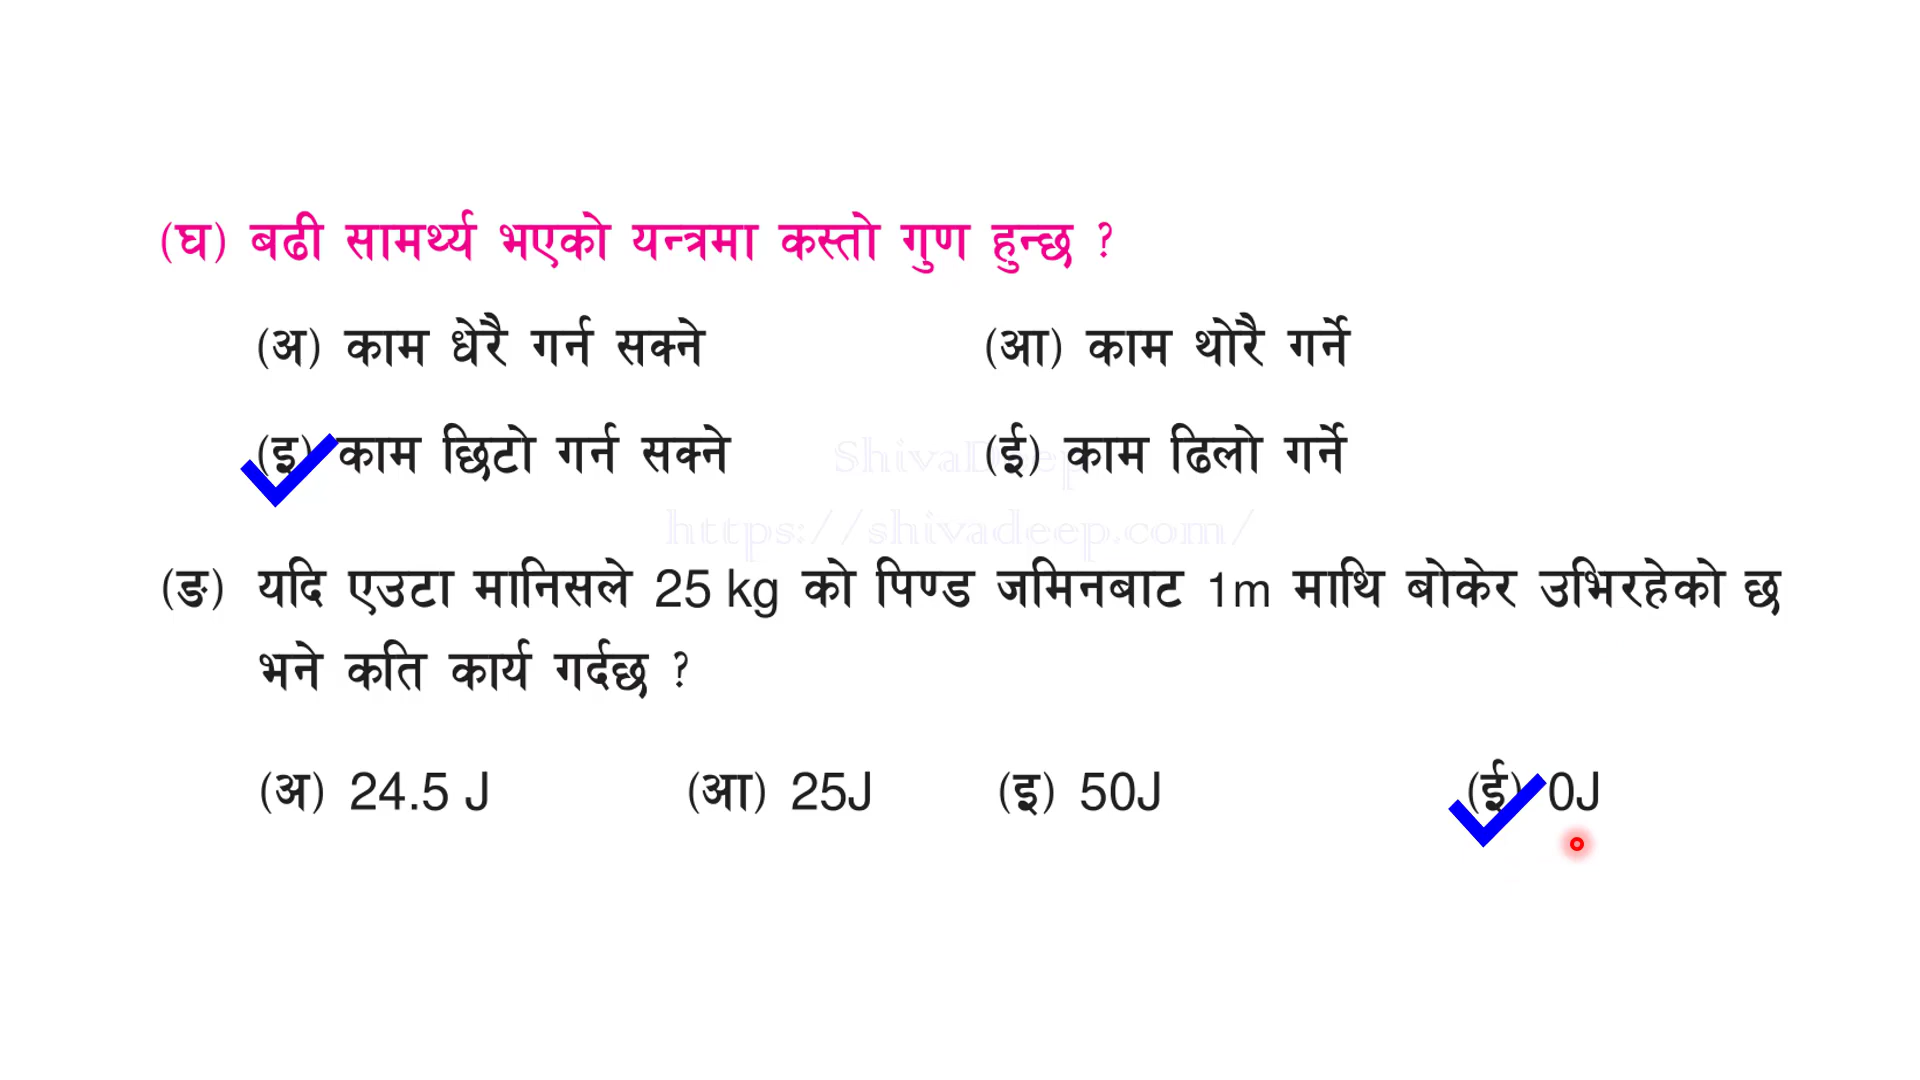 (घ) बढी सामर्थ्य भएको यन्त्रमा कस्तो गुण हुन्छ ?
(अ) काम धेरै गर्न सक्ने (आ) काम थोरै गर्ने
(इ) काम छिटो गर्न सक्ने (ई) काम ढिलो गर्ने
ShivaDeep
https://shivadeep.com/
(ङ) यदि एउटा मानिसले 25 kg को पिण्ड जमिनबाट 1m माथि बोकेर उभिरहेको छ
भने कति कार्य गर्दछ ?
(अ) 24.5 J (आ) 25J (इ) 50J (ई) 0J